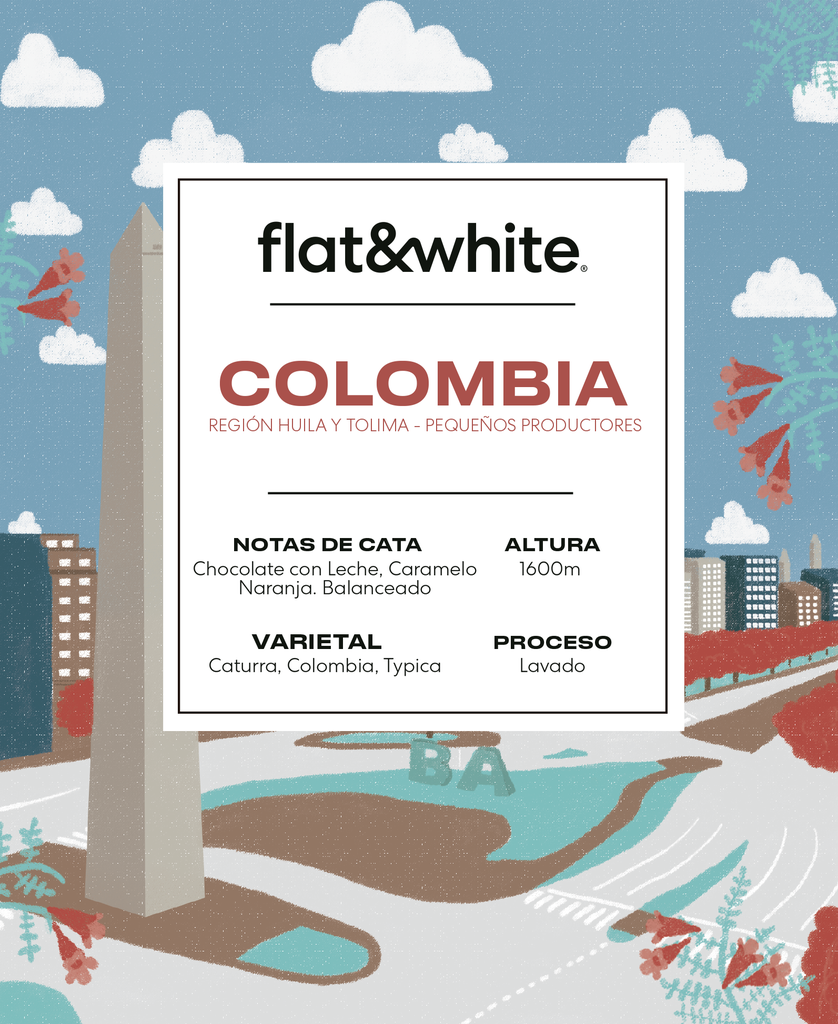 flat&white®
COLOMBIA
REGIÓN HUILA Y TOLIMA - PEQUEÑOS PRODUCTORES
NOTAS DE CATA
Chocolate con Leche, Caramelo
Naranja. Balanceado
ALTURA
1600m
VARIETAL
Caturra, Colombia, Typica
PROCESO
Lavado
BA